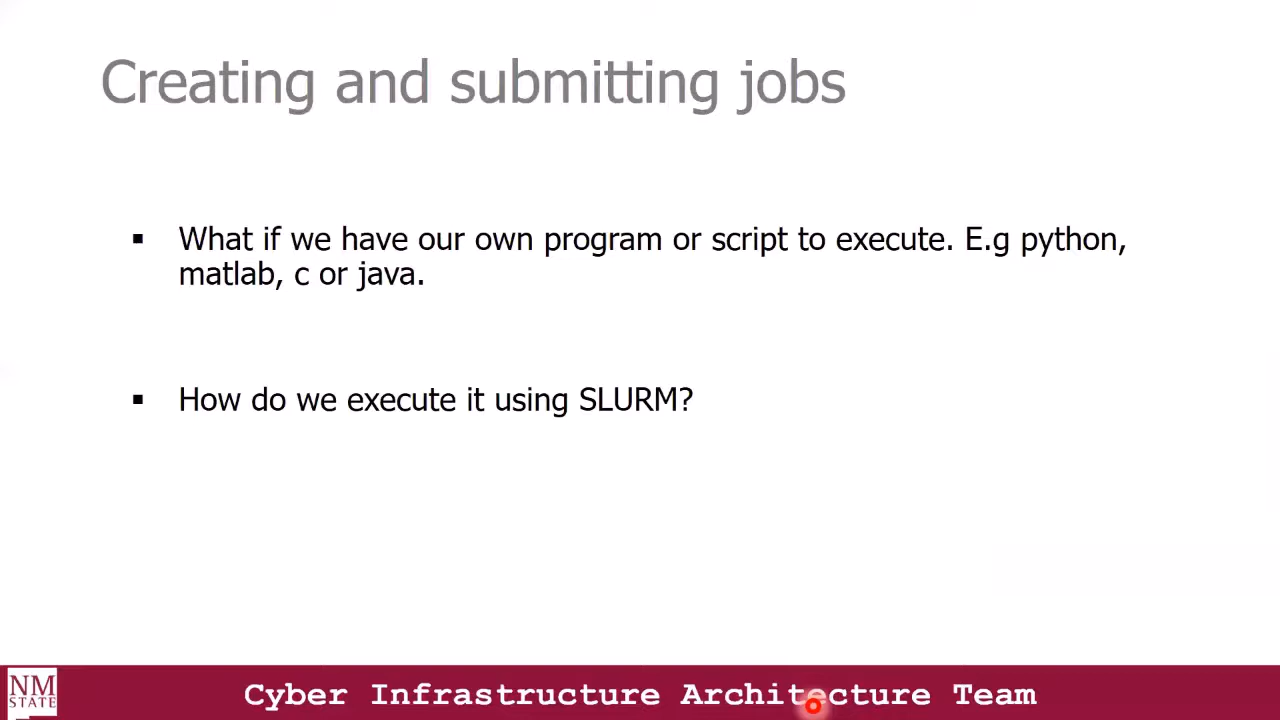 Creating and submitting jobs
What if we have our own program or script to execute. E.g python,
matlab, c or java.
How do we execute it using SLURM?
NM
STATE
Cyber Infrastructure Architecture Team